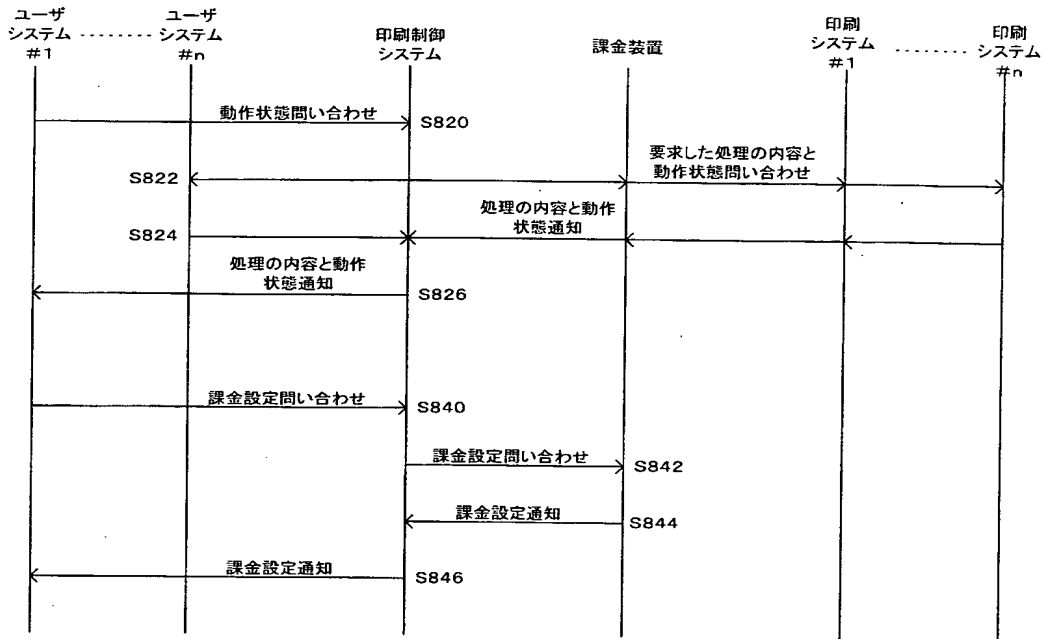 ユーザ
システム
#1
ユーザ
システム
#n
印刷制御
システム
課金装置
印刷
システム
#1
印刷
システム
#n
動作状態問い合わせ
S820
要求した処理の内容と
動作状態問い合わせ
S822
処理の内容と動作
状態通知
S824
処理の内容と動作
状態通知
S826
課金設定問い合わせ
S840
課金設定問い合わせ
S842
課金設定通知
S844
課金設定通知
S846